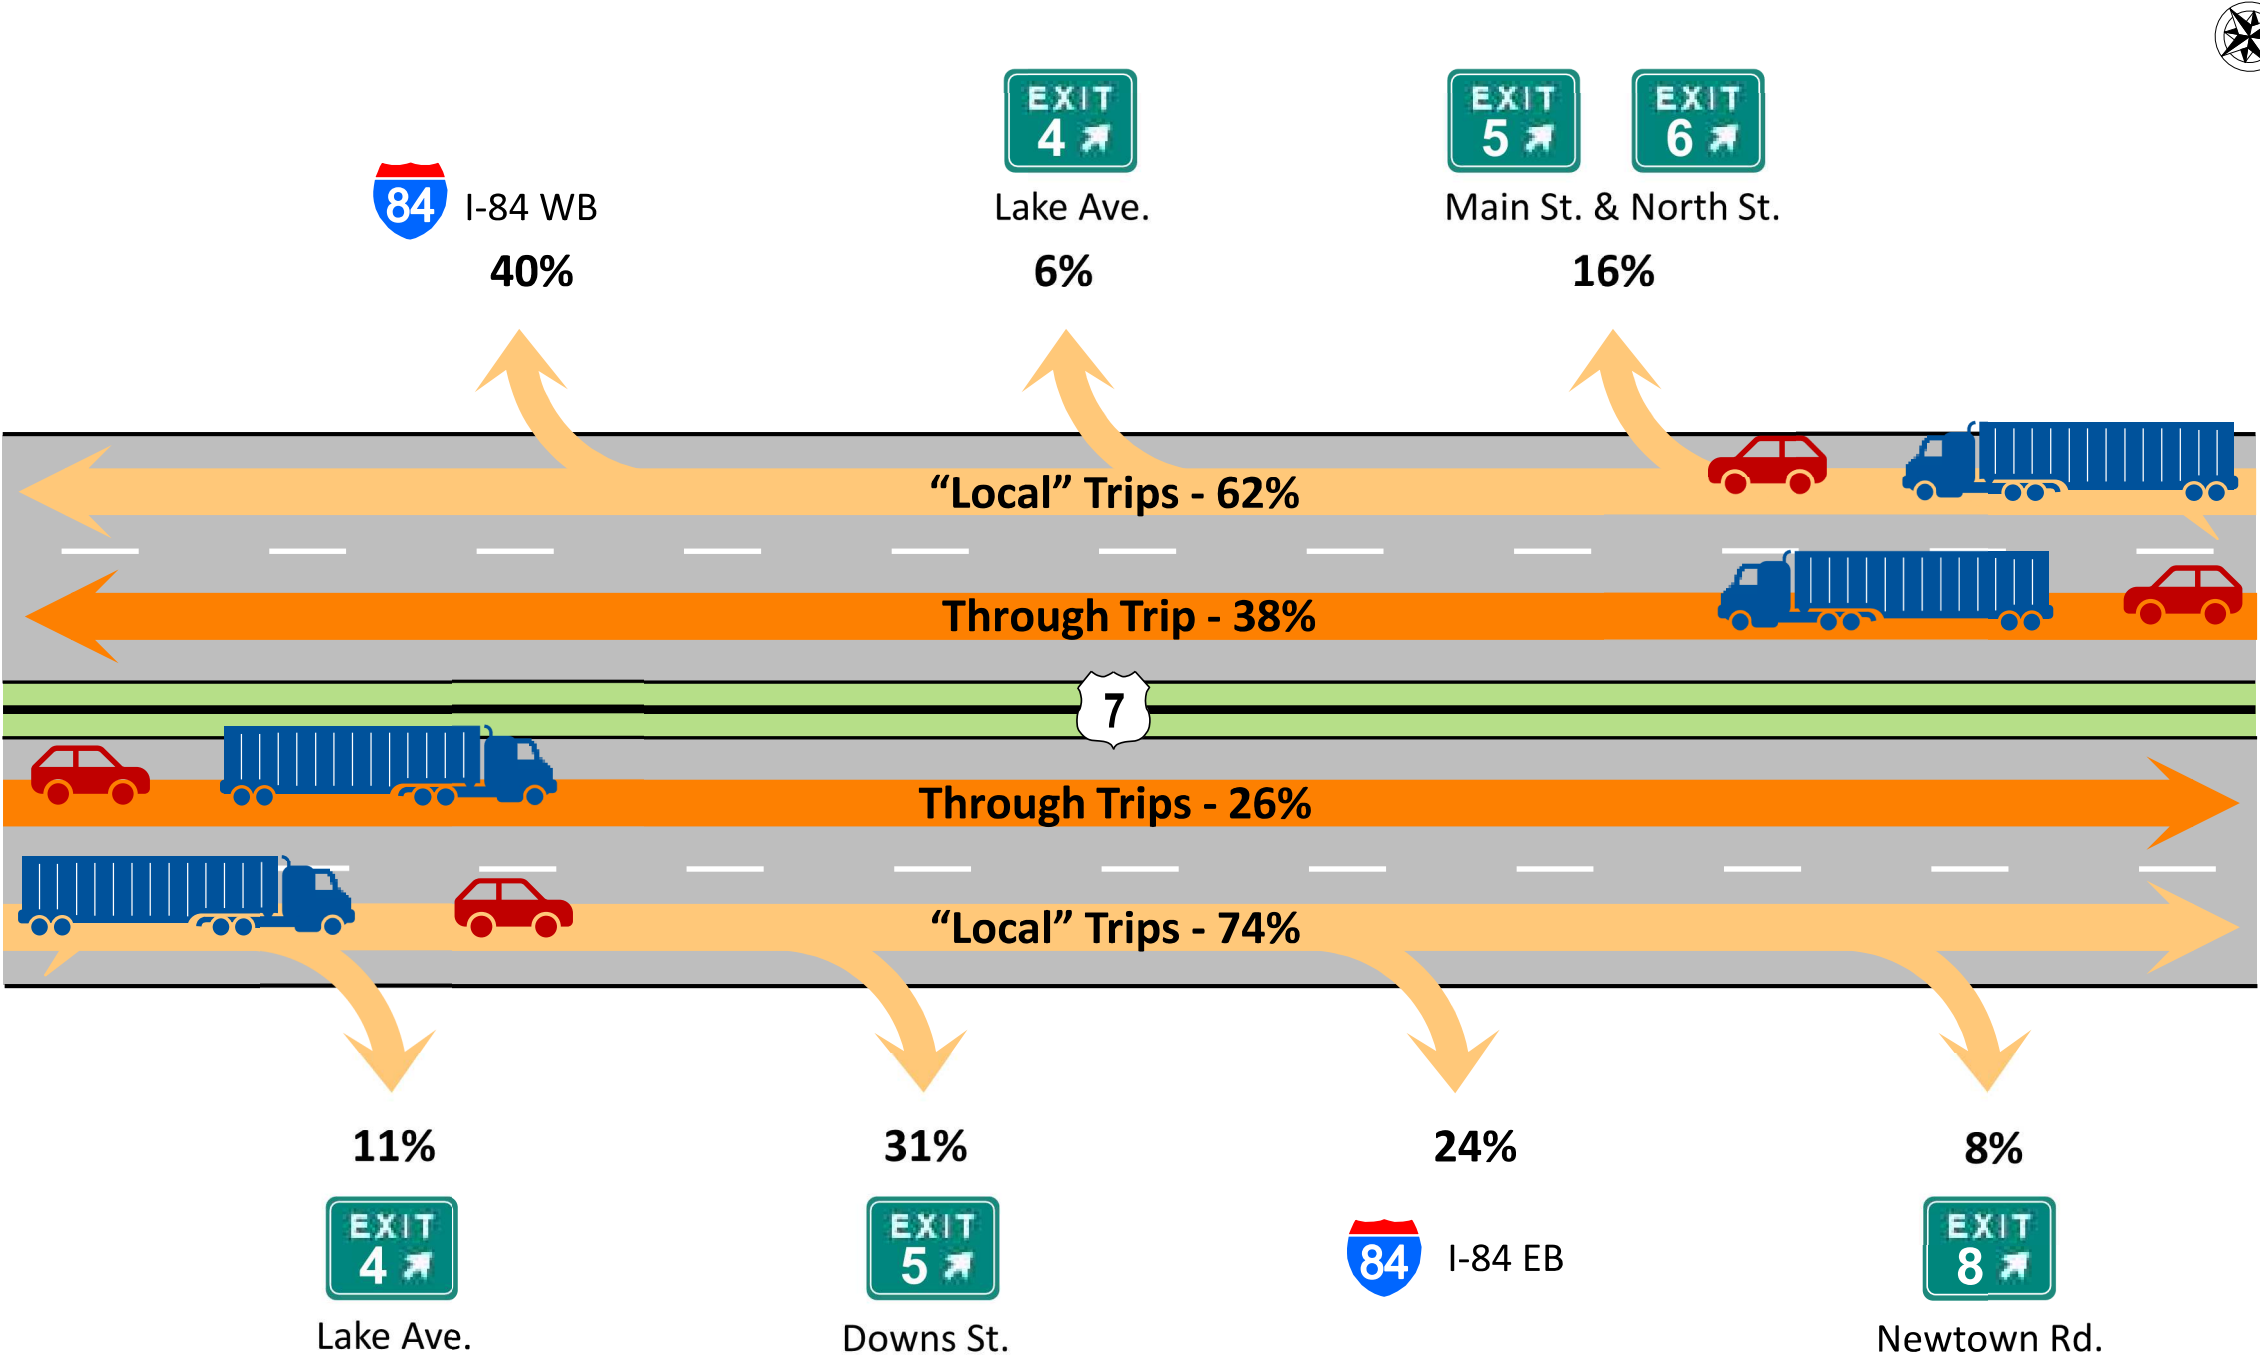 EXIT
4
EXIT
5
EXIT
6
84
I-84 WB
Lake Ave.
Main St. & North St.
40%
6%
16%
“Local” Trips - 62%
Through Trip - 38%
7
Through Trips - 26%
“Local” Trips - 74%
11%
31%
24%
8%
EXIT
4
EXIT
5
84
I-84 EB
EXIT
8
Lake Ave.
Downs St.
Newtown Rd.